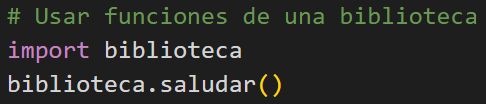 # Usar funciones de una biblioteca
import biblioteca
biblioteca.saludar()